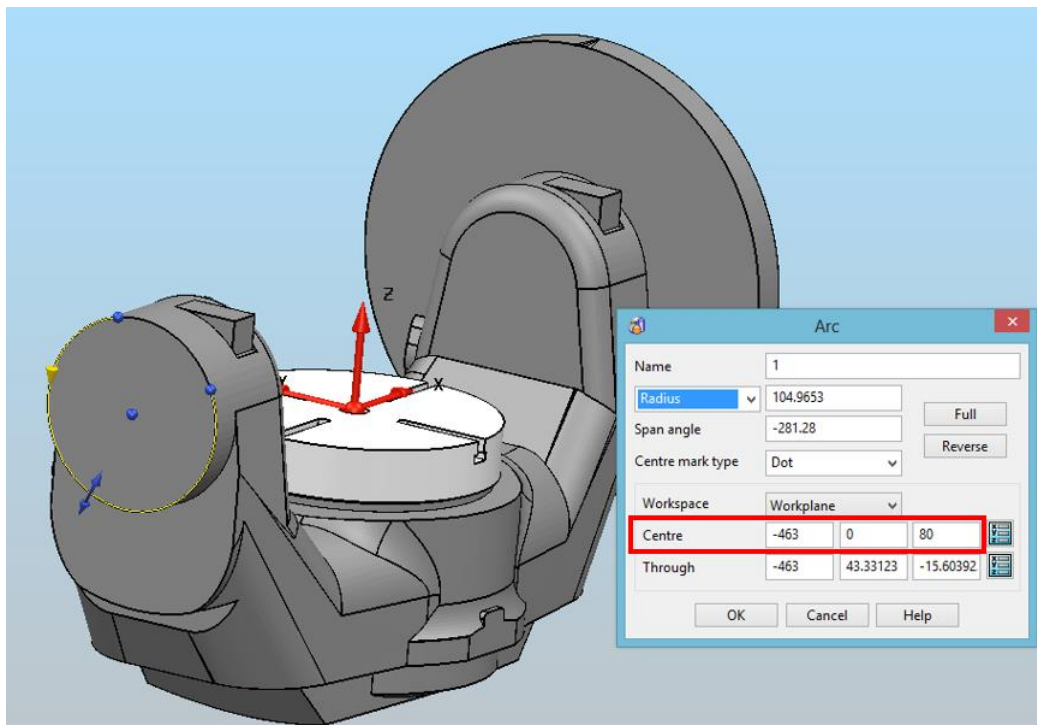 Z
X
Y
Arc
Name 1
Radius 104.9653
Full
Span angle -281.28
Reverse
Centre mark type Dot
Workspace Workplane
Centre -463 0 80
Through -463 43.33123 -15.60392
OK Cancel Help